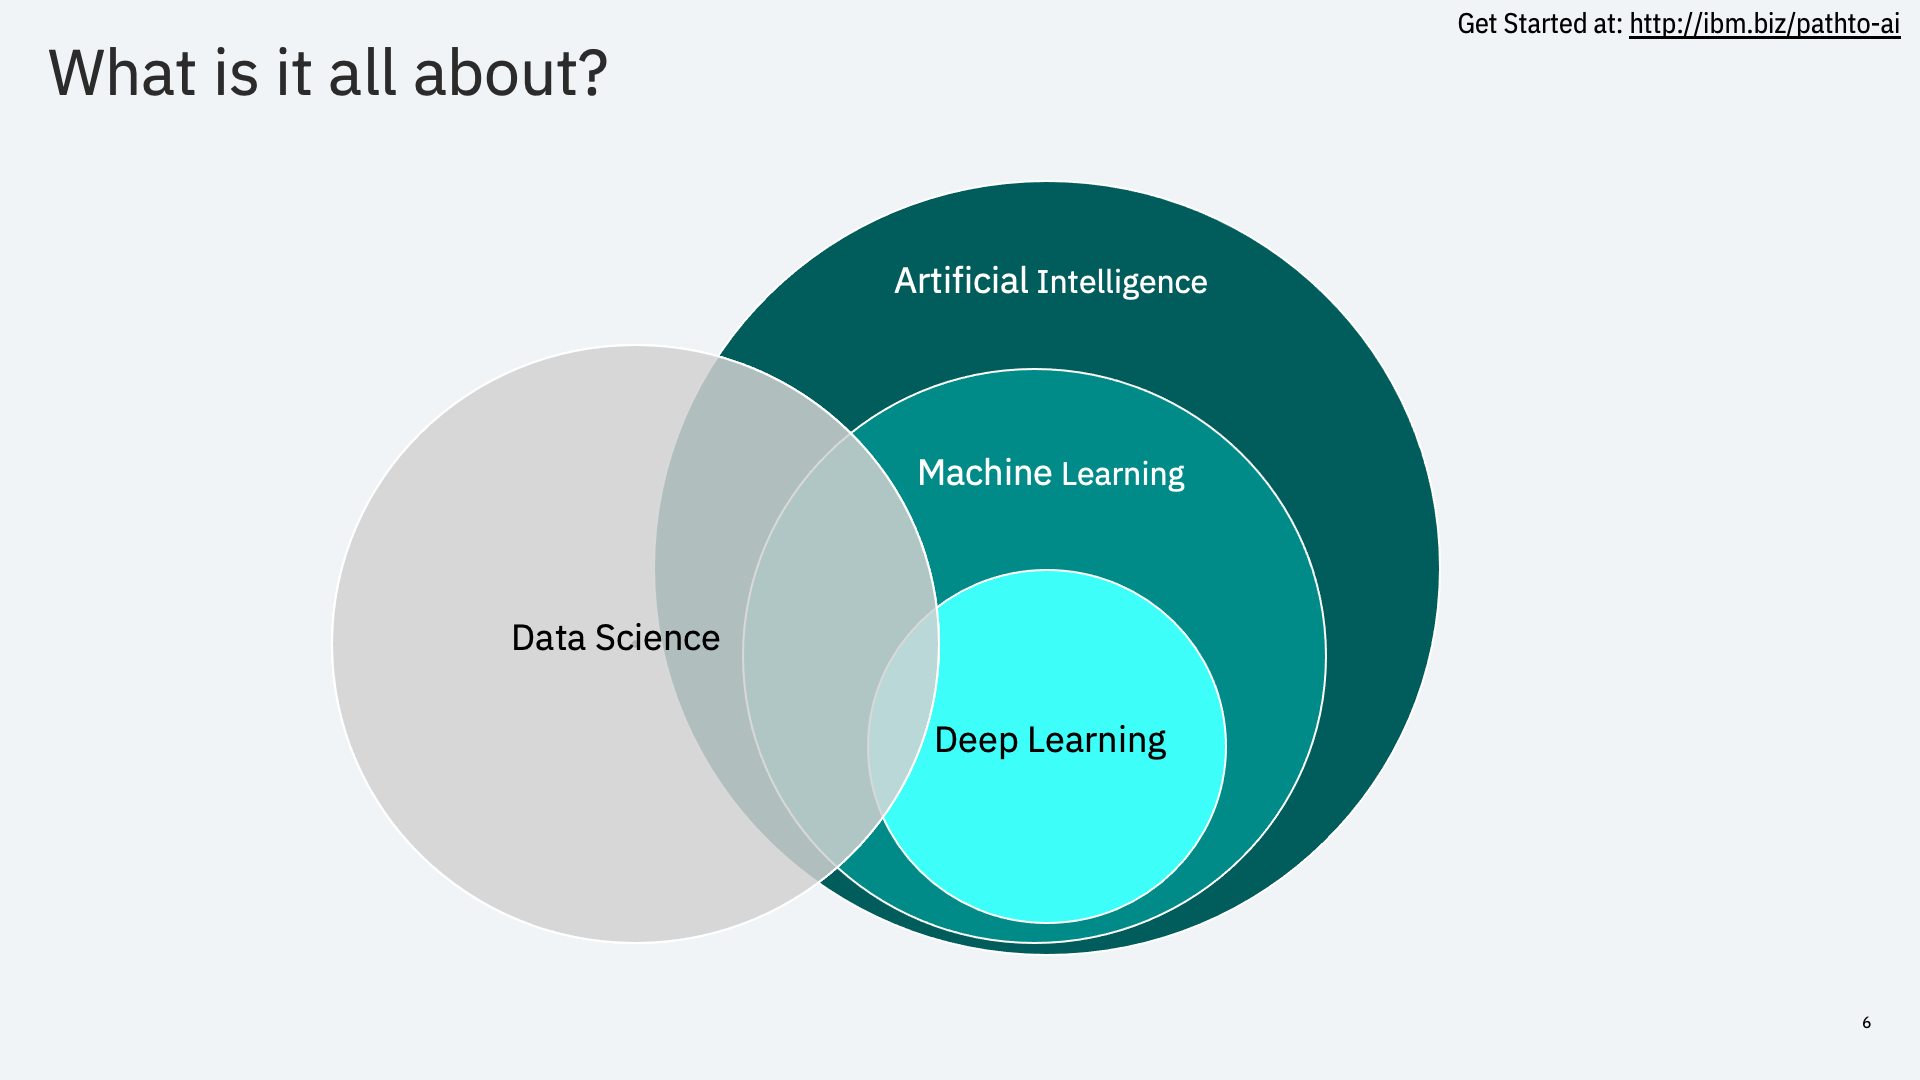 Get Started at: http://ibm.biz/pathto-ai
What is it all about?
Artificial Intelligence
Machine Learning
Data Science
Deep Learning
6